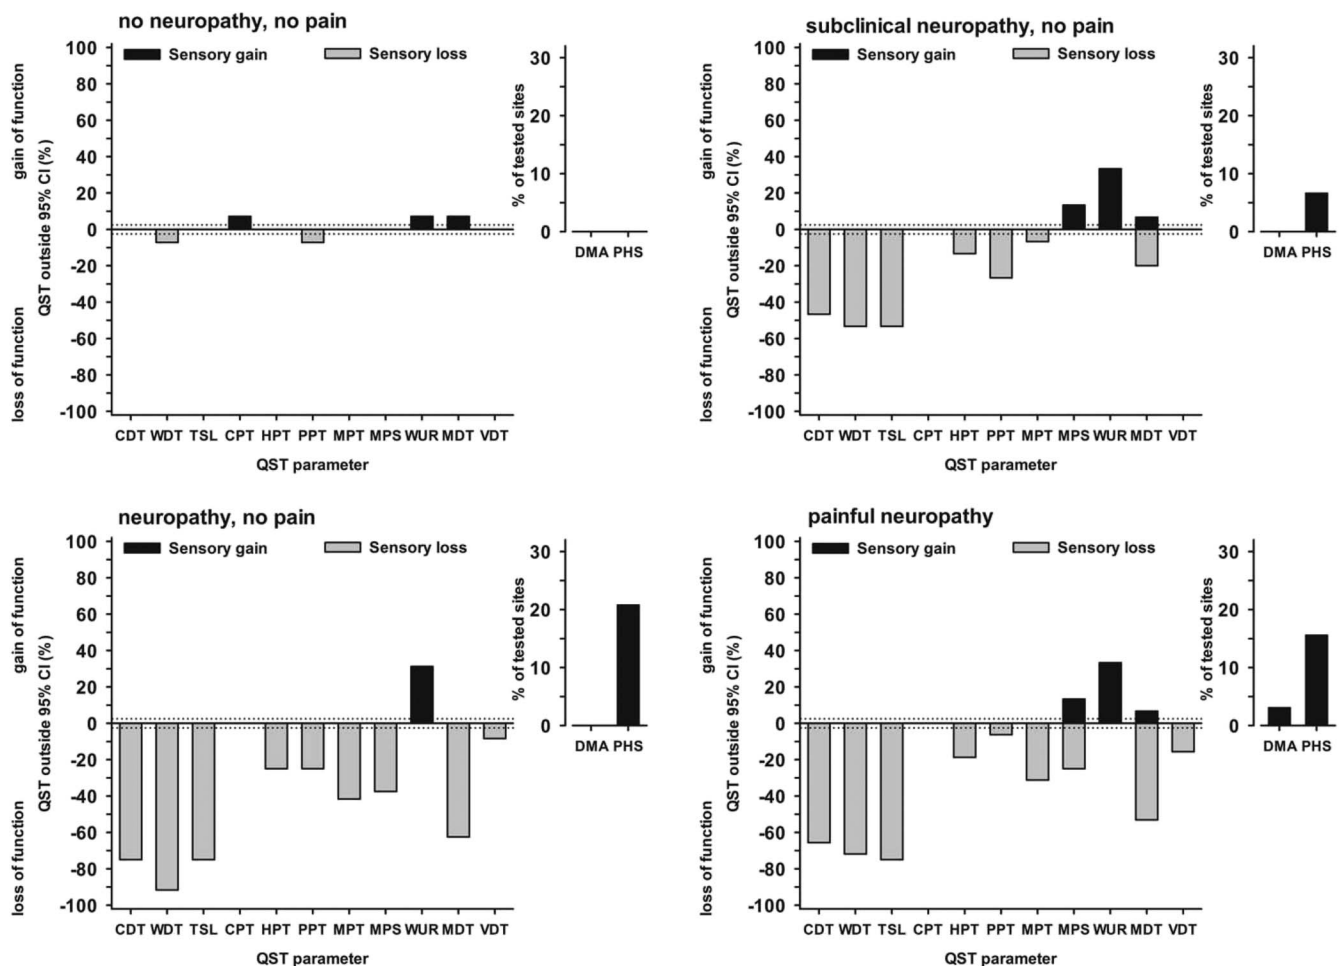 no neuropathy, no pain
Sensory gain
Sensory loss
gain of function
loss of function
QST outside 95% CI (%)
100
80
60
40
20
0
-20
-40
-60
-80
-100
CDT WDT TSL CPT HPT PPT MPT MPS WUR MDT VDT
QST parameter
% of tested sites
30
20
10
0
DMA PHS
subclinical neuropathy, no pain
Sensory gain
Sensory loss
gain of function
loss of function
QST outside 95% CI (%)
100
80
60
40
20
0
-20
-40
-60
-80
-100
CDT WDT TSL CPT HPT PPT MPT MPS WUR MDT VDT
QST parameter
% of tested sites
30
20
10
0
DMA PHS
neuropathy, no pain
Sensory gain
Sensory loss
gain of function
loss of function
QST outside 95% CI (%)
100
80
60
40
20
0
-20
-40
-60
-80
-100
CDT WDT TSL CPT HPT PPT MPT MPS WUR MDT VDT
QST parameter
% of tested sites
30
20
10
0
DMA PHS
painful neuropathy
Sensory gain
Sensory loss
gain of function
loss of function
QST outside 95% CI (%)
100
80
60
40
20
0
-20
-40
-60
-80
-100
CDT WDT TSL CPT HPT PPT MPT MPS WUR MDT VDT
QST parameter
% of tested sites
30
20
10
0
DMA PHS